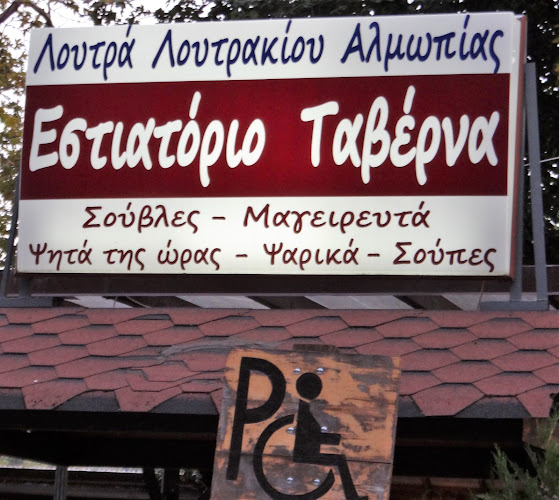 Λουτρά Λουτρακίου Αλμωπίας
Εστιατόριο Ταβέρνα
Σούβλες - Μαγειρευτά
Ψητά της ώρας - Ψαρικά - Σούπες
P